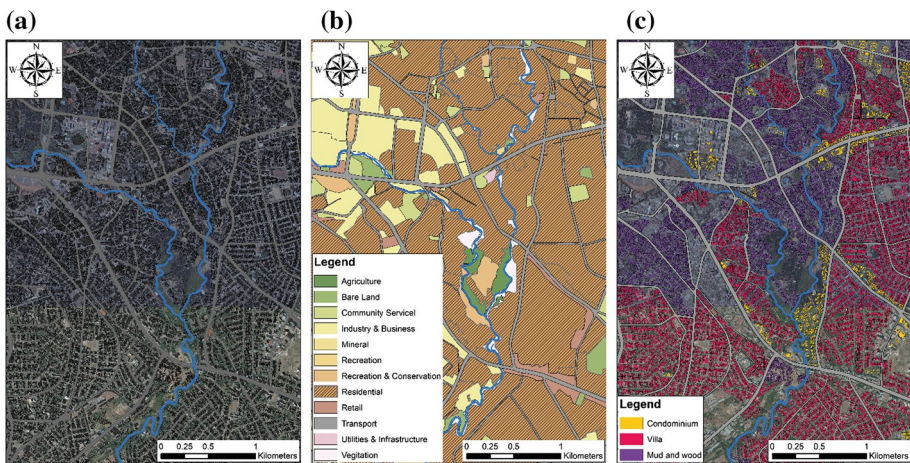 (a)
N
W E
S
0 0.25 0.5 1
Kilometers
(b)
N
W E
S
Legend
Agriculture
Bare Land
Community Servicel
Industry & Business
Mineral
Recreation
Recreation & Conservation
Residential
Retail
Transport
Utilities & Infrastructure
Vegitation
0 0.25 0.5 1
Kilometers
(c)
N
W E
S
Legend
Condominium
Villa
Mud and wood
0 0.25 0.5 1
Kilometers